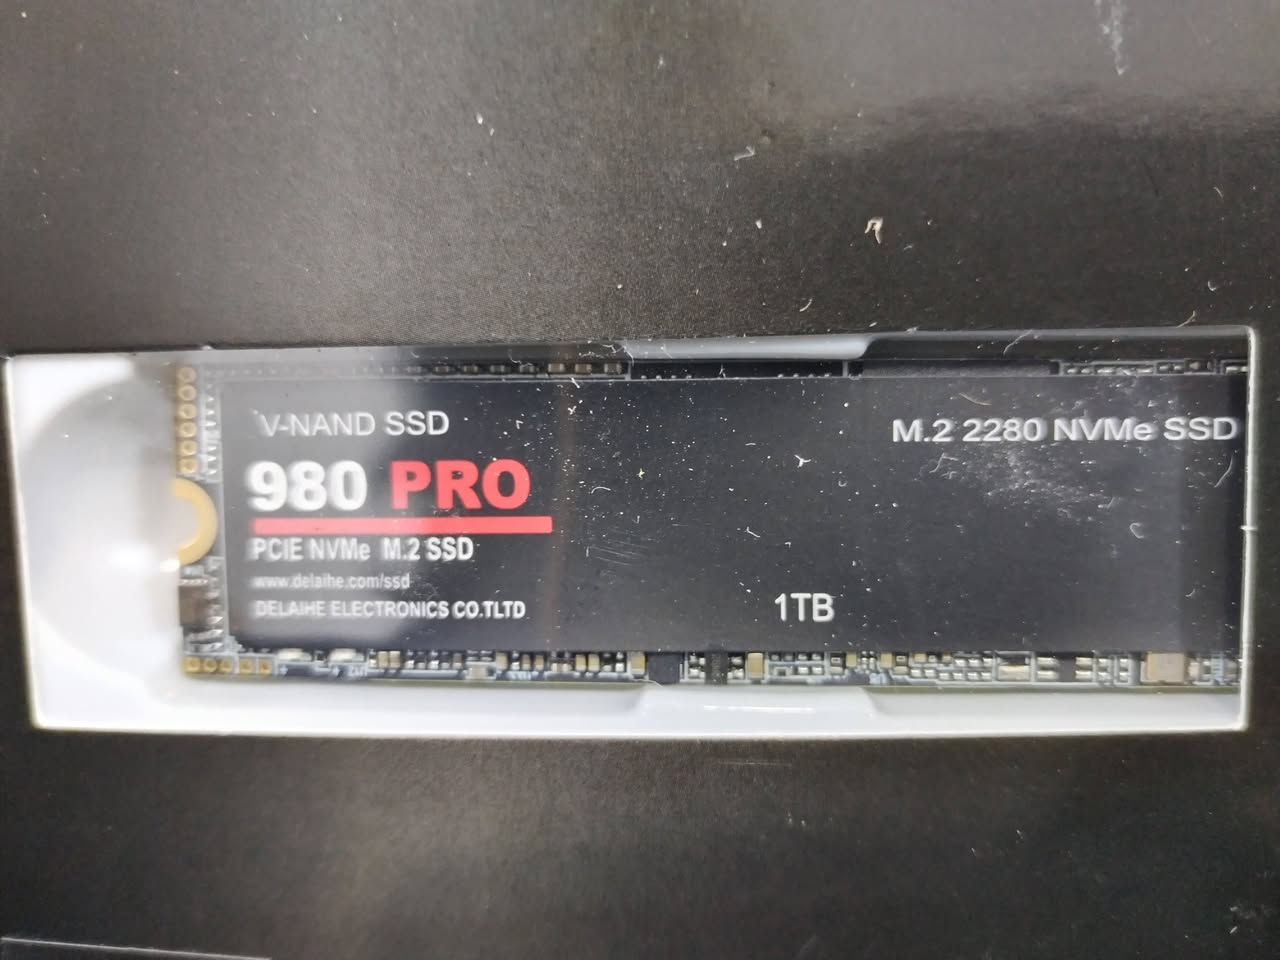 V-NAND SSD
M.2 2280 NVMe SSD
980 PRO
PCIE NVMe M.2 SSD
www.delaihe.com/ssd
DELAIHE ELECTRONICS CO.TLTD
1TB